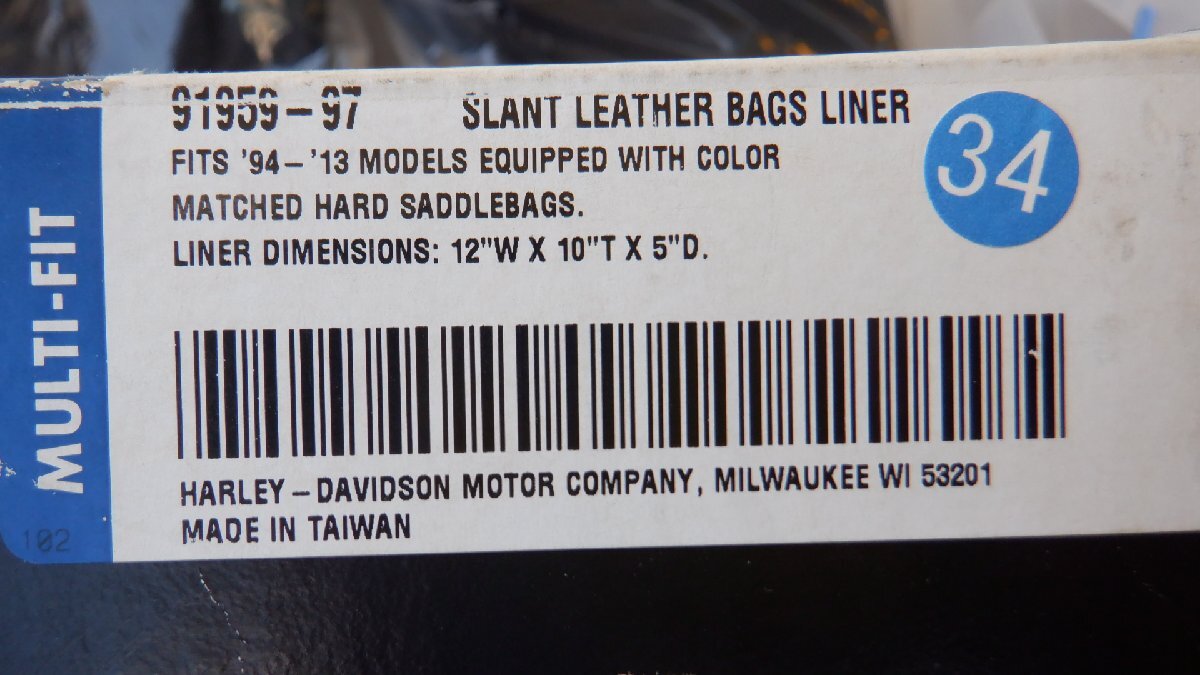 91959-97 SLANT LEATHER BAGS LINER
34
FITS '94-'13 MODELS EQUIPPED WITH COLOR
MATCHED HARD SADDLEBAGS.
LINER DIMENSIONS: 12"W X 10"T X 5"D.
HARLEY-DAVIDSON MOTOR COMPANY, MILWAUKEE WI 53201
MADE IN TAIWAN
MULTI-FIT
102